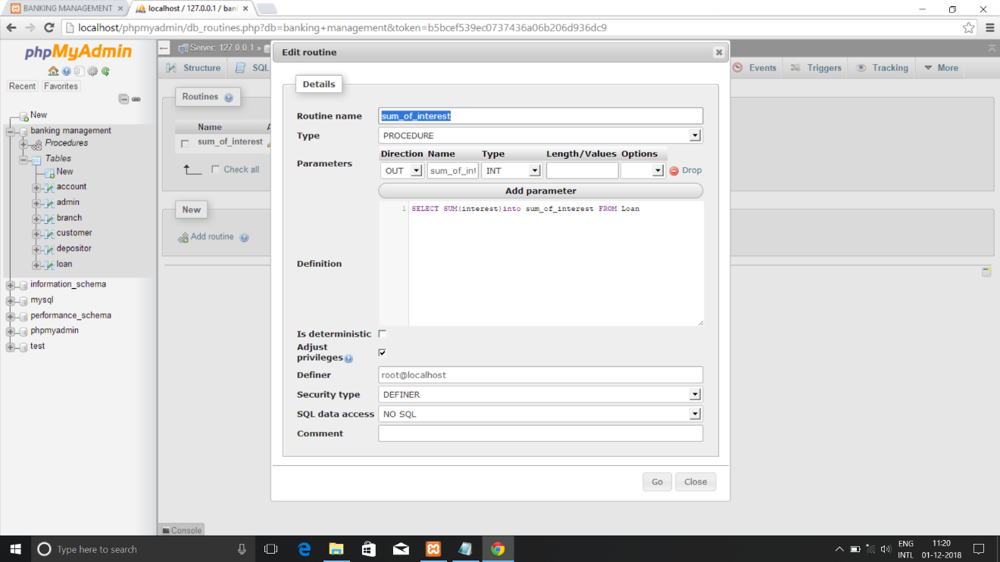 BANKING MANAGEMENT
localhost / 127.0.0.1 / ban
localhost/phpmyadmin/db_routines.php?db=banking+management&token=b5bcef539ec0737436a06b206d936dc9
phpMyAdmin
Recent Favorites
New
banking management
Procedures
Tables
New
account
admin
branch
customer
depositor
loan
information_schema
mysql
performance_schema
phpmyadmin
test
Server: 127.0.0.1 »
Structure SQL
Events Triggers Tracking More
Routines
Name
sum_of_interest
Check all
New
Add routine
Console
Edit routine
Details
Routine name sum_of_interest
Type PROCEDURE
Parameters
Direction Name Type Length/Values Options
OUT sum_of_int INT Drop
Add parameter
Definition
1 SELECT SUM(interest)into sum_of_interest FROM Loan
Is deterministic
Adjust
privileges
Definer root@localhost
Security type DEFINER
SQL data access NO SQL
Comment
Go Close
Type here to search
ENG
INTL
11:20
01-12-2018